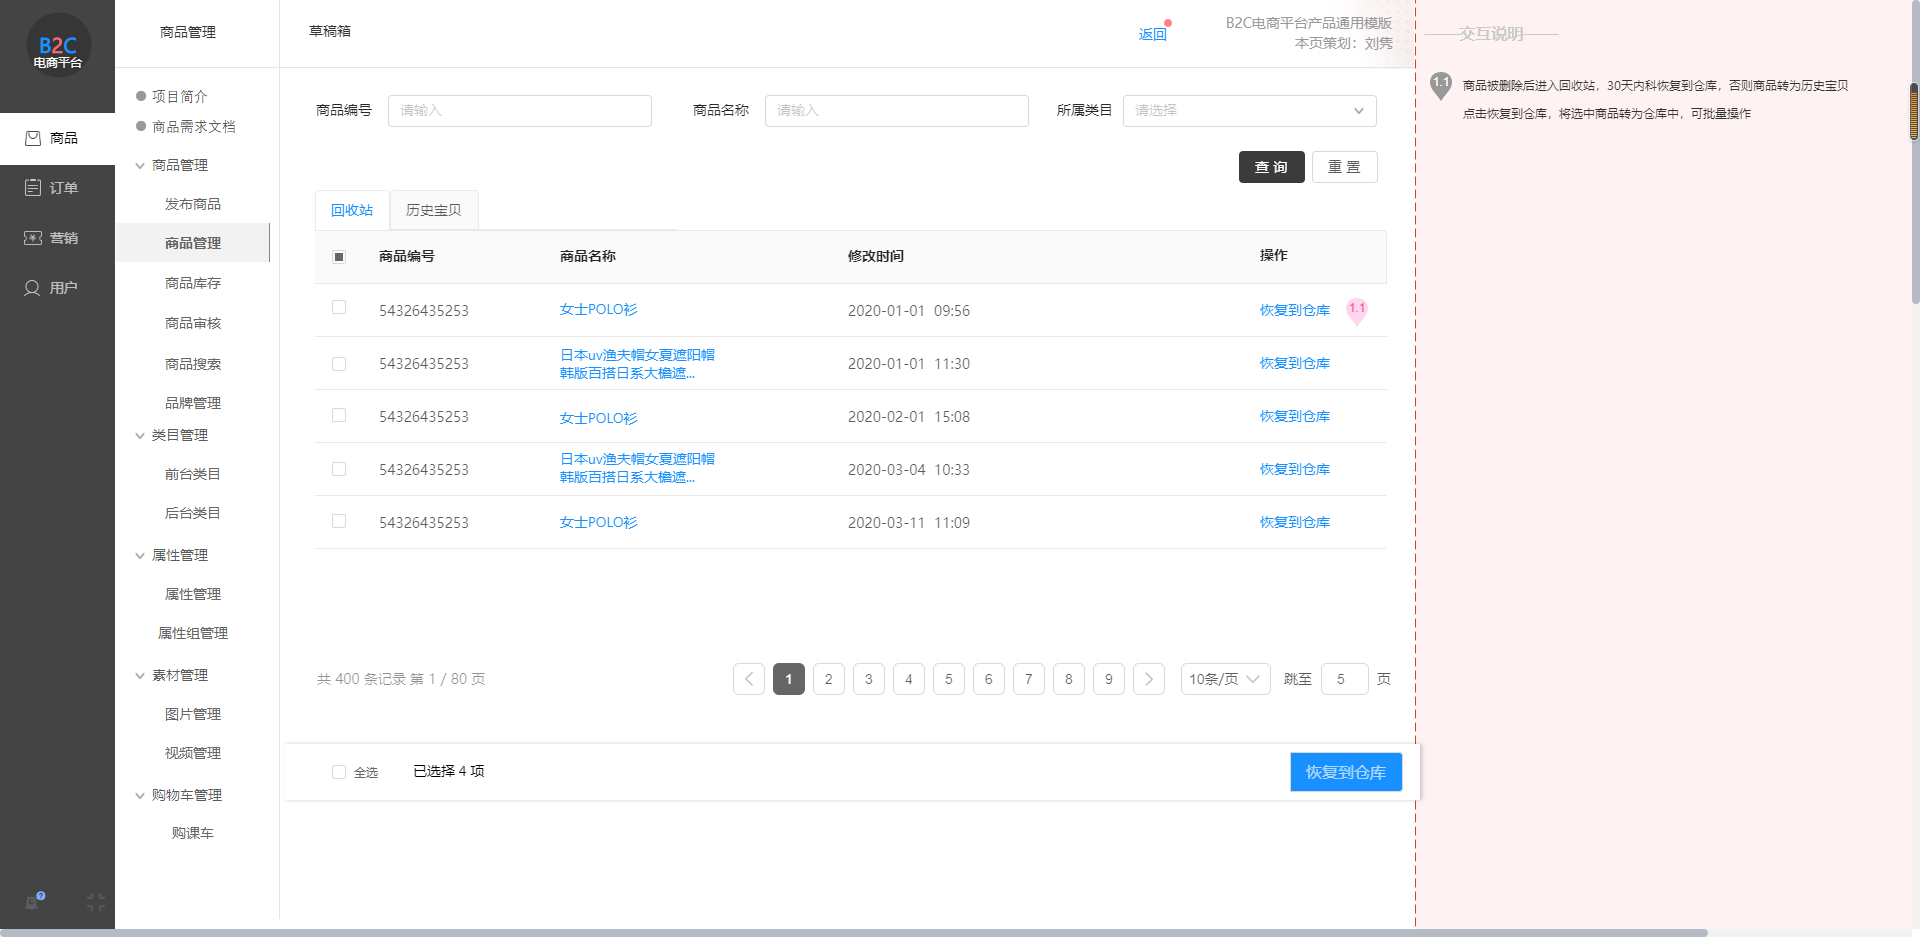 B2C
电商平台
商品
订单
营销
用户
商品管理
项目简介
商品需求文档
商品管理
发布商品
商品管理
商品库存
商品审核
商品搜索
品牌管理
类目管理
前台类目
后台类目
属性管理
属性管理
属性组管理
素材管理
图片管理
视频管理
购物车管理
购课车
草稿箱
返回
B2C电商平台产品通用模版
本页策划：刘隽
商品编号 请输入 商品名称 请输入 所属类目 请选择
查 询 重 置
回收站 历史宝贝
商品编号 商品名称 修改时间 操作
54326435253 女士POLO衫 2020-01-01 09:56 恢复到仓库 1.1
54326435253 日本uv渔夫帽女夏遮阳帽
韩版百搭日系大檐遮... 2020-01-01 11:30 恢复到仓库
54326435253 女士POLO衫 2020-02-01 15:08 恢复到仓库
54326435253 日本uv渔夫帽女夏遮阳帽
韩版百搭日系大檐遮... 2020-03-04 10:33 恢复到仓库
54326435253 女士POLO衫 2020-03-11 11:09 恢复到仓库
共 400 条记录 第 1 / 80 页 1 2 3 4 5 6 7 8 9 10条/页 跳至 5 页
全选 已选择 4 项 恢复到仓库
交互说明
1.1 商品被删除后进入回收站，30天内科恢复到仓库，否则商品转为历史宝贝
点击恢复到仓库，将选中商品转为仓库中，可批量操作